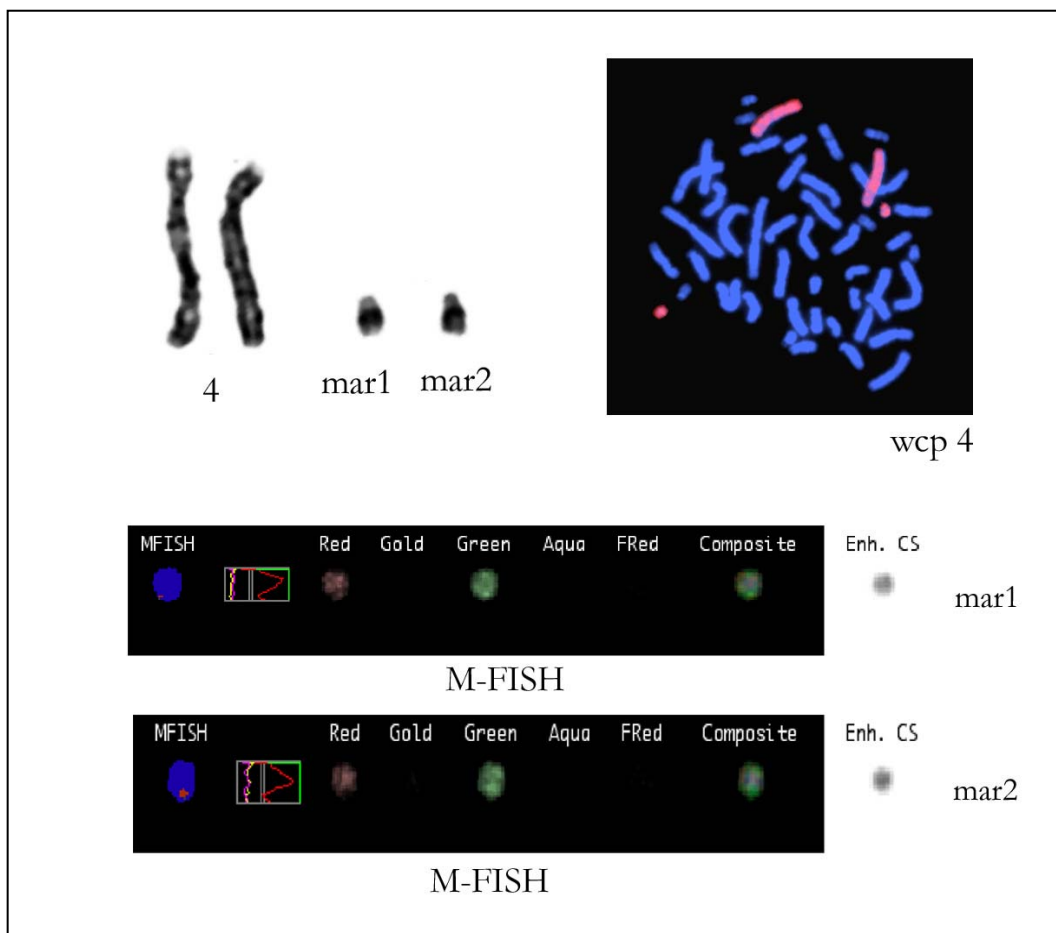 4
mar1
mar2
wcp 4
MFISH Red Gold Green Aqua FRed Composite Enh. CS
mar1
M-FISH
MFISH Red Gold Green Aqua FRed Composite Enh. CS
mar2
M-FISH